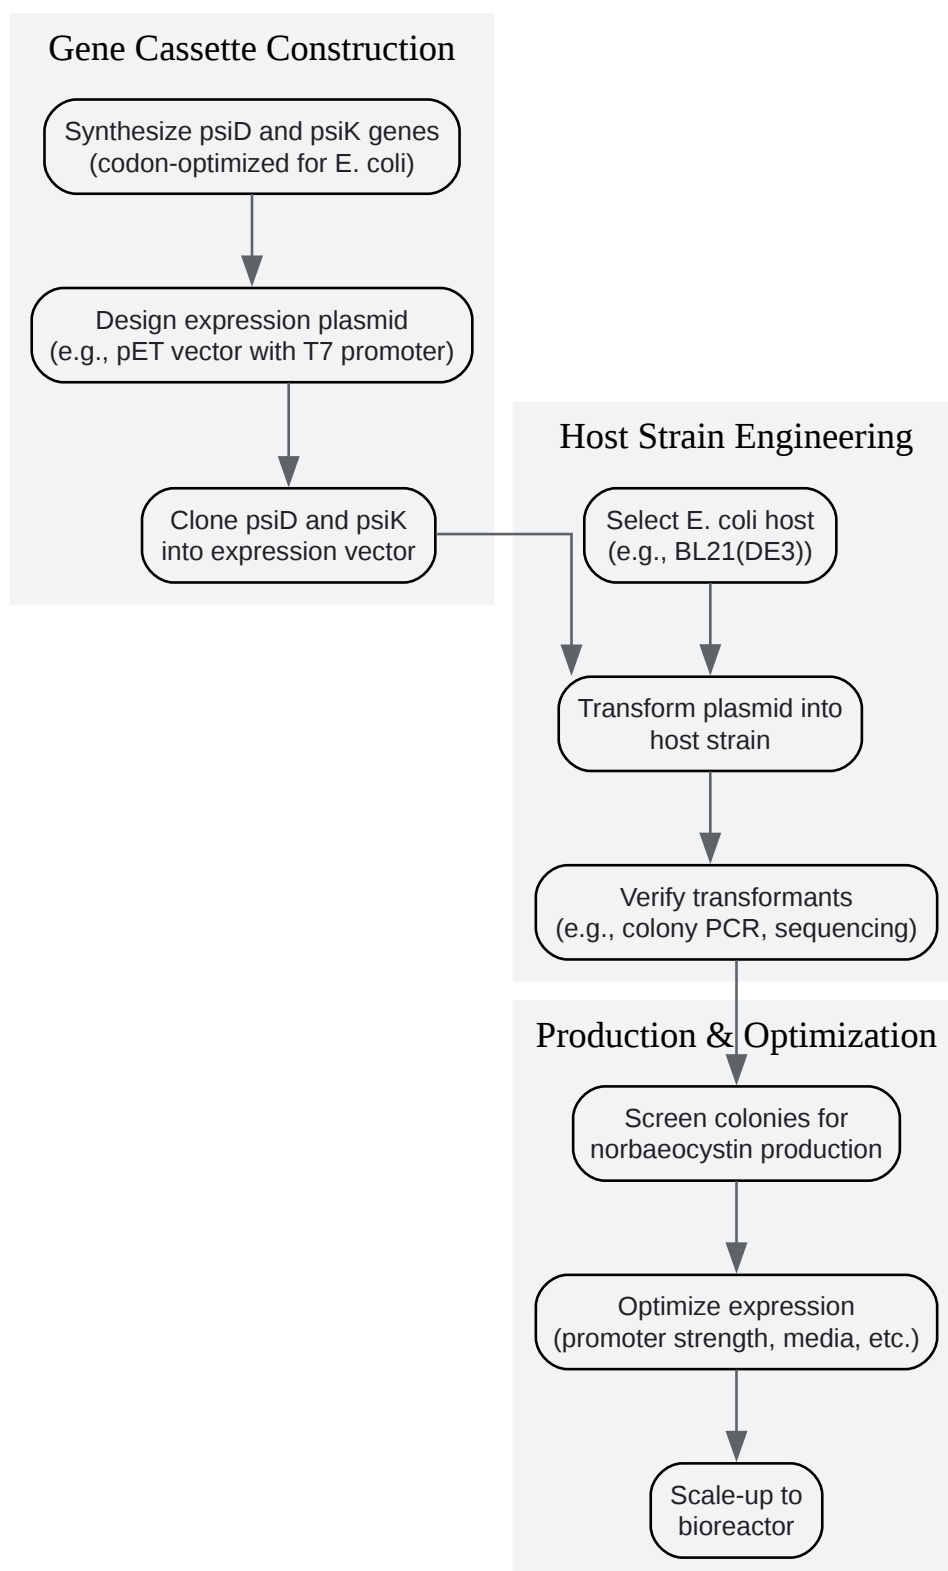 Gene Cassette Construction
Synthesize psiD and psiK genes
(codon-optimized for E. coli)
Design expression plasmid
(e.g., pET vector with T7 promoter)
Clone psiD and psiK
into expression vector
Host Strain Engineering
Select E. coli host
(e.g., BL21(DE3))
Transform plasmid into
host strain
Verify transformants
(e.g., colony PCR, sequencing)
Production & Optimization
Screen colonies for
norbaeocystin production
Optimize expression
(promoter strength, media, etc.)
Scale-up to
bioreactor